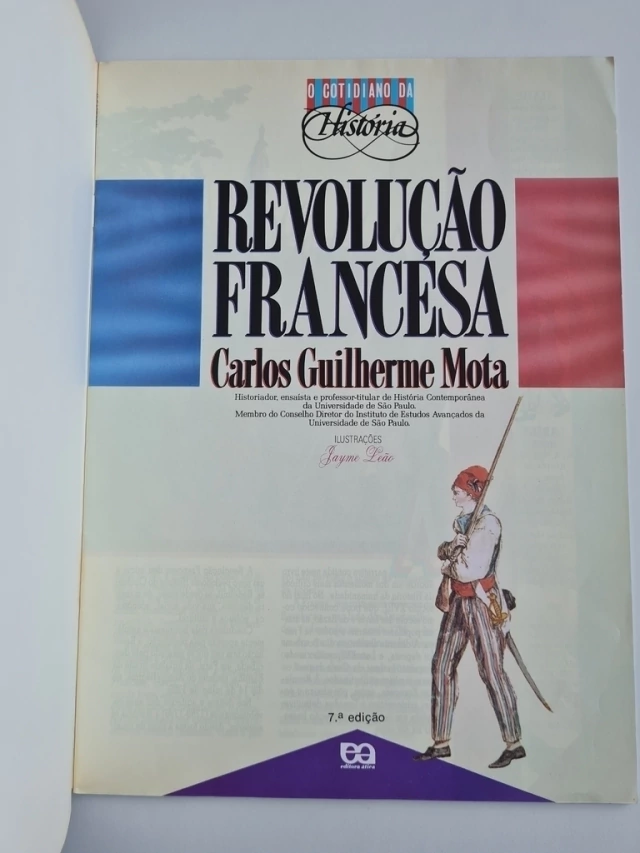 O COTIDIANO DA
História
REVOLUÇÃO
FRANCESA
Carlos Guilherme Mota
Historiador, ensaísta e professor-titular de História Contemporânea
da Universidade de São Paulo.
Membro do Conselho Diretor do Instituto de Estudos Avançados da
Universidade de São Paulo.
ILUSTRAÇÕES
Jayme Leão
7.ª edição
editora ática